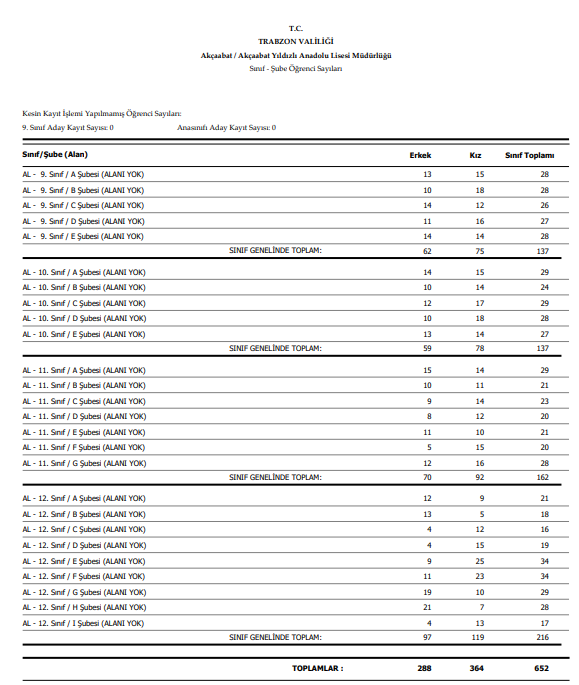 T.C.
TRABZON VALİLİĞİ
Akçaabat / Akçaabat Yıldızlı Anadolu Lisesi Müdürlüğü
Sınıf - Şube Öğrenci Sayıları
Kesin Kayıt İşlemi Yapılmamış Öğrenci Sayıları:
9. Sınıf Aday Kayıt Sayısı: 0 Anasınıfı Aday Kayıt Sayısı: 0
Sınıf/Şube (Alan) Erkek Kız Sınıf Toplamı
AL - 9. Sınıf / A Şubesi (ALANI YOK) 13 15 28
AL - 9. Sınıf / B Şubesi (ALANI YOK) 10 18 28
AL - 9. Sınıf / C Şubesi (ALANI YOK) 14 12 26
AL - 9. Sınıf / D Şubesi (ALANI YOK) 11 16 27
AL - 9. Sınıf / E Şubesi (ALANI YOK) 14 14 28
SINIF GENELİNDE TOPLAM: 62 75 137
AL - 10. Sınıf / A Şubesi (ALANI YOK) 14 15 29
AL - 10. Sınıf / B Şubesi (ALANI YOK) 10 14 24
AL - 10. Sınıf / C Şubesi (ALANI YOK) 12 17 29
AL - 10. Sınıf / D Şubesi (ALANI YOK) 10 18 28
AL - 10. Sınıf / E Şubesi (ALANI YOK) 13 14 27
SINIF GENELİNDE TOPLAM: 59 78 137
AL - 11. Sınıf / A Şubesi (ALANI YOK) 15 14 29
AL - 11. Sınıf / B Şubesi (ALANI YOK) 10 11 21
AL - 11. Sınıf / C Şubesi (ALANI YOK) 9 14 23
AL - 11. Sınıf / D Şubesi (ALANI YOK) 8 12 20
AL - 11. Sınıf / E Şubesi (ALANI YOK) 11 10 21
AL - 11. Sınıf / F Şubesi (ALANI YOK) 5 15 20
AL - 11. Sınıf / G Şubesi (ALANI YOK) 12 16 28
SINIF GENELİNDE TOPLAM: 70 92 162
AL - 12. Sınıf / A Şubesi (ALANI YOK) 12 9 21
AL - 12. Sınıf / B Şubesi (ALANI YOK) 13 5 18
AL - 12. Sınıf / C Şubesi (ALANI YOK) 4 12 16
AL - 12. Sınıf / D Şubesi (ALANI YOK) 4 15 19
AL - 12. Sınıf / E Şubesi (ALANI YOK) 9 25 34
AL - 12. Sınıf / F Şubesi (ALANI YOK) 11 23 34
AL - 12. Sınıf / G Şubesi (ALANI YOK) 19 10 29
AL - 12. Sınıf / H Şubesi (ALANI YOK) 21 7 28
AL - 12. Sınıf / I Şubesi (ALANI YOK) 4 13 17
SINIF GENELİNDE TOPLAM: 97 119 216
TOPLAMLAR : 288 364 652